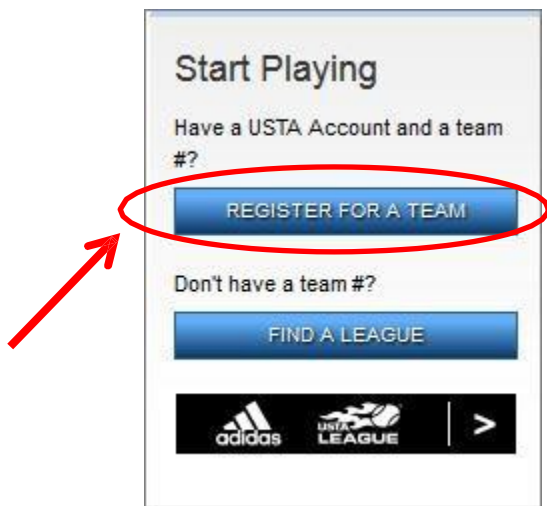 Start Playing
Have a USTA Account and a team
#?
REGISTER FOR A TEAM
Don't have a team #?
FIND A LEAGUE
adidas USTA LEAGUE >